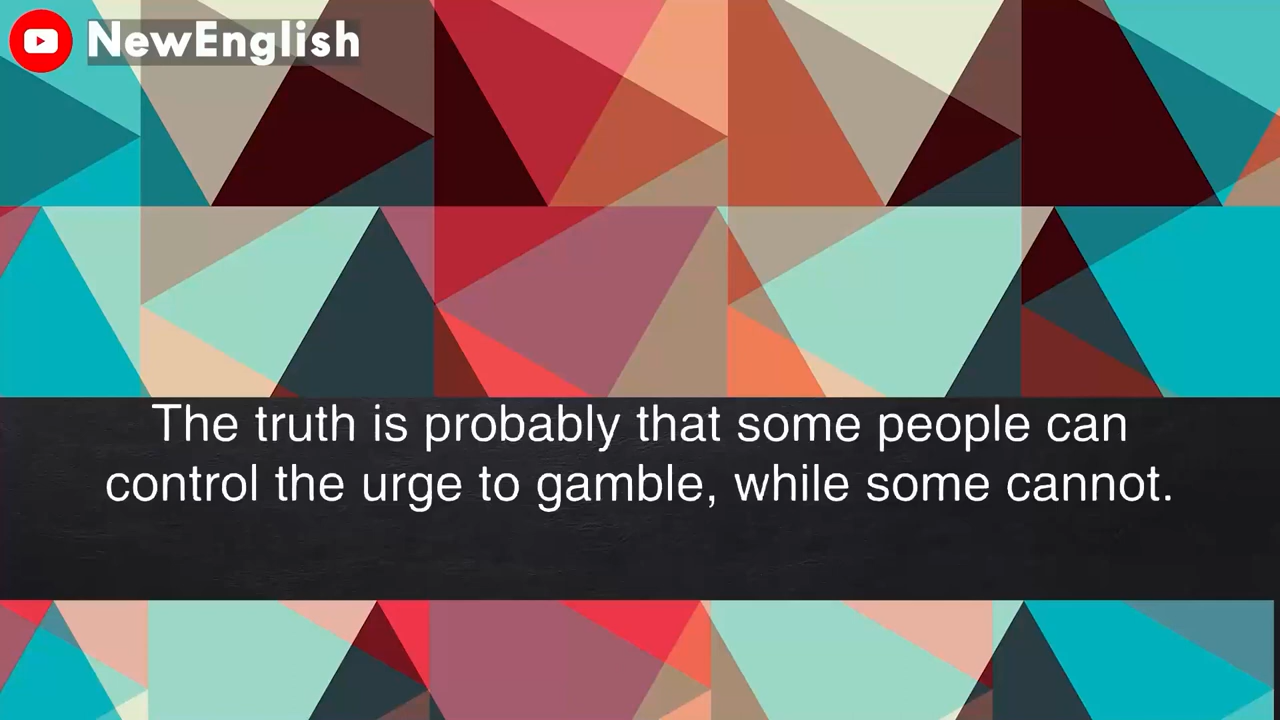 NewEnglish
The truth is probably that some people can
control the urge to gamble, while some cannot.